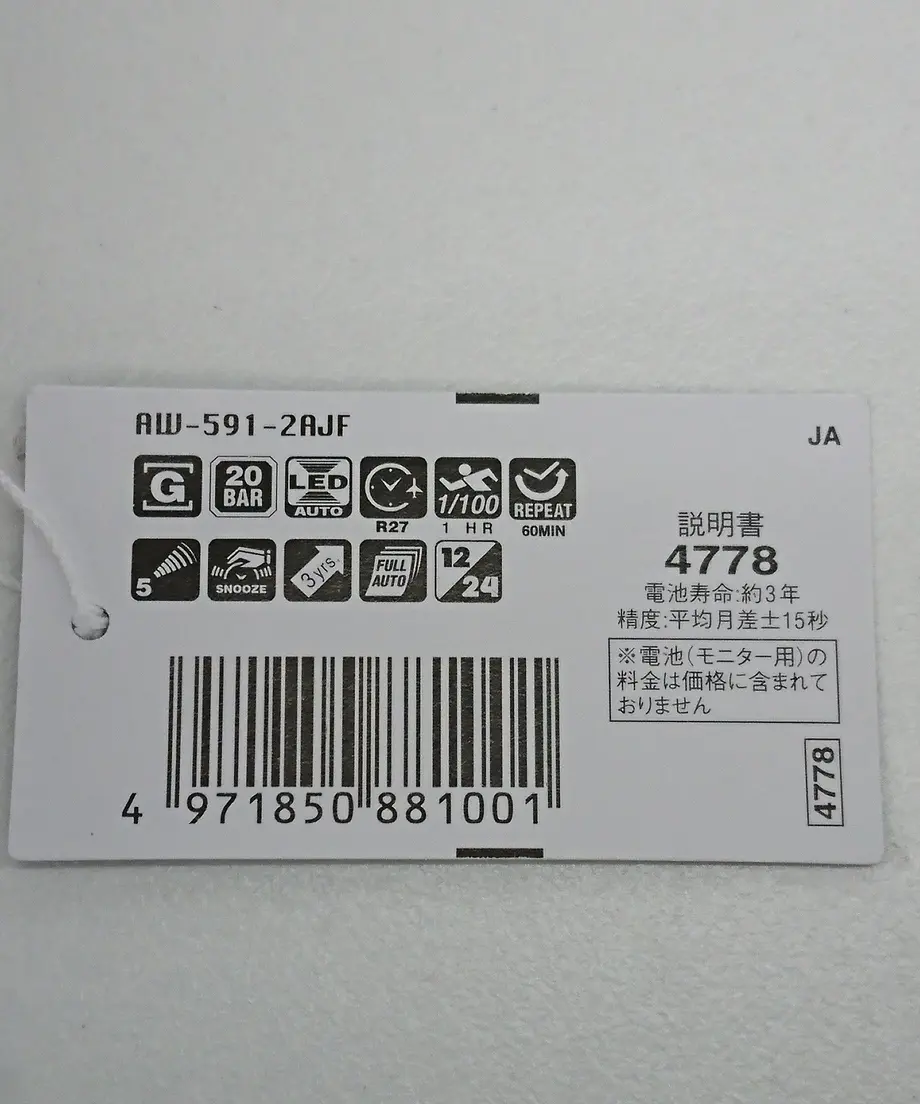 AW-591-2AJF
JA
G
20
BAR
LED
AUTO
R27
1/100
1 HR
REPEAT
60MIN
5
SNOOZE
3yrs.
FULL
AUTO
12/24
説明書
4778
電池寿命:約3年
精度:平均月差±15秒
※電池(モニター用)の
料金は価格に含まれて
おりません
4778
4 971850 881001